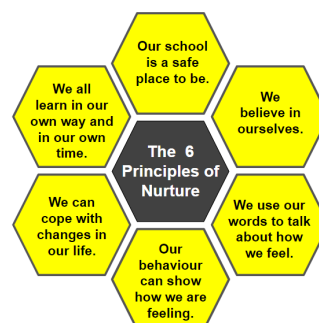 Our school
is a safe
place to be.
We all
learn in our
own way and
in our own
time.
We
believe in
ourselves.
The 6
Principles of
Nurture
We can
cope with
changes in
our life.
We use our
words to talk
about how
we feel.
Our
behaviour
can show
how we are
feeling.